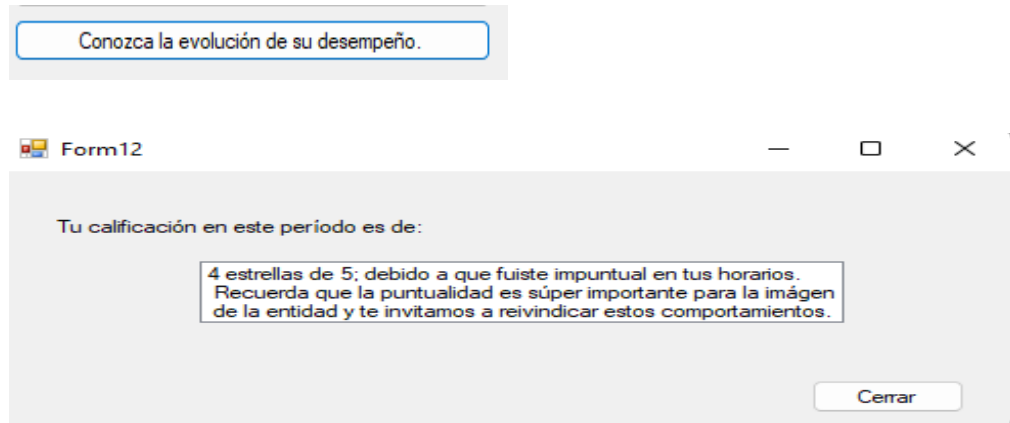 Conozca la evolución de su desempeño.
Form12
Tu calificación en este período es de:
4 estrellas de 5; debido a que fuiste impuntual en tus horarios.
Recuerda que la puntualidad es súper importante para la imágen
de la entidad y te invitamos a reivindicar estos comportamientos.
Cerrar